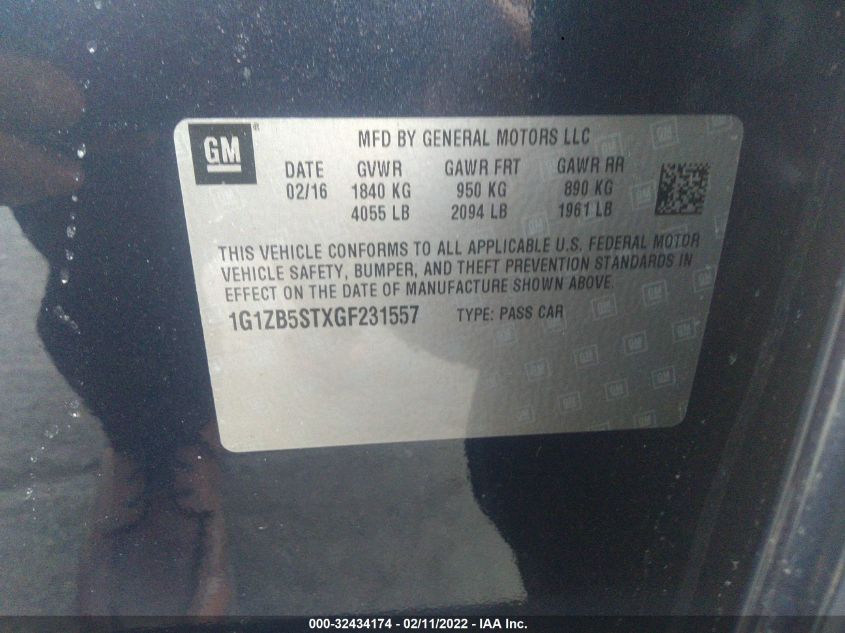 GM ®
MFD BY GENERAL MOTORS LLC
DATE GVWR GAWR FRT GAWR RR
02/16 1840 KG 950 KG 890 KG
4055 LB 2094 LB 1961 LB
THIS VEHICLE CONFORMS TO ALL APPLICABLE U.S. FEDERAL MOTOR
VEHICLE SAFETY, BUMPER, AND THEFT PREVENTION STANDARDS IN
EFFECT ON THE DATE OF MANUFACTURE SHOWN ABOVE.
1G1ZB5STXGF231557 TYPE: PASS CAR
000-32434174 - 02/11/2022 - IAA Inc.